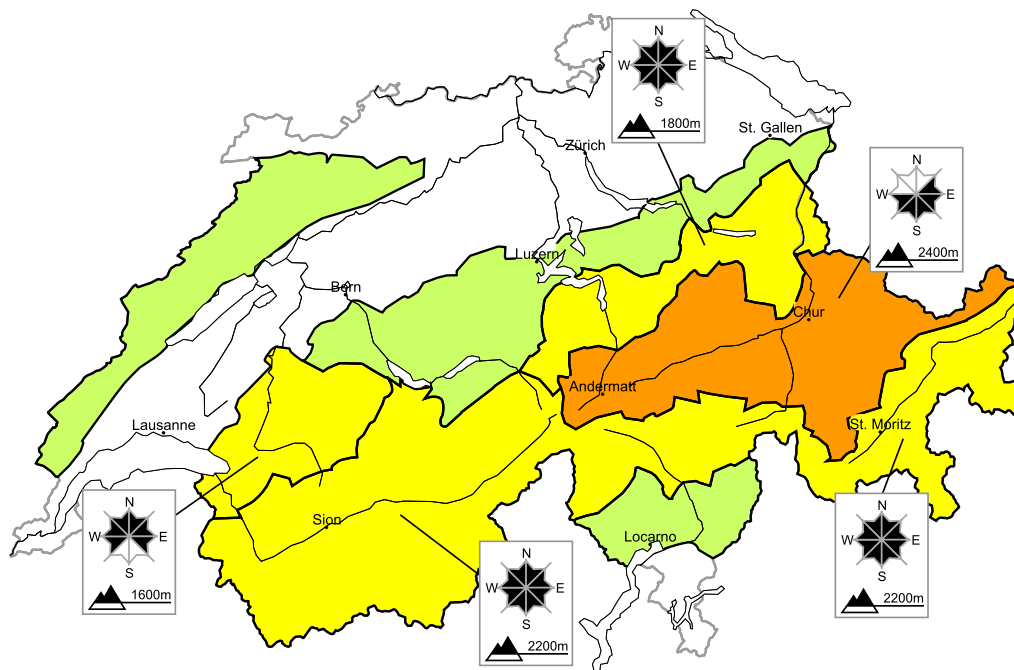 N
W E
S
1800m
St. Gallen
Zürich
N
W E
S
2400m
Luzern
Bern
Chur
Andermatt
Lausanne
St. Moritz
N
W E
S
1600m
Sion
Locarno
N
W E
S
2200m
N
W E
S
2200m